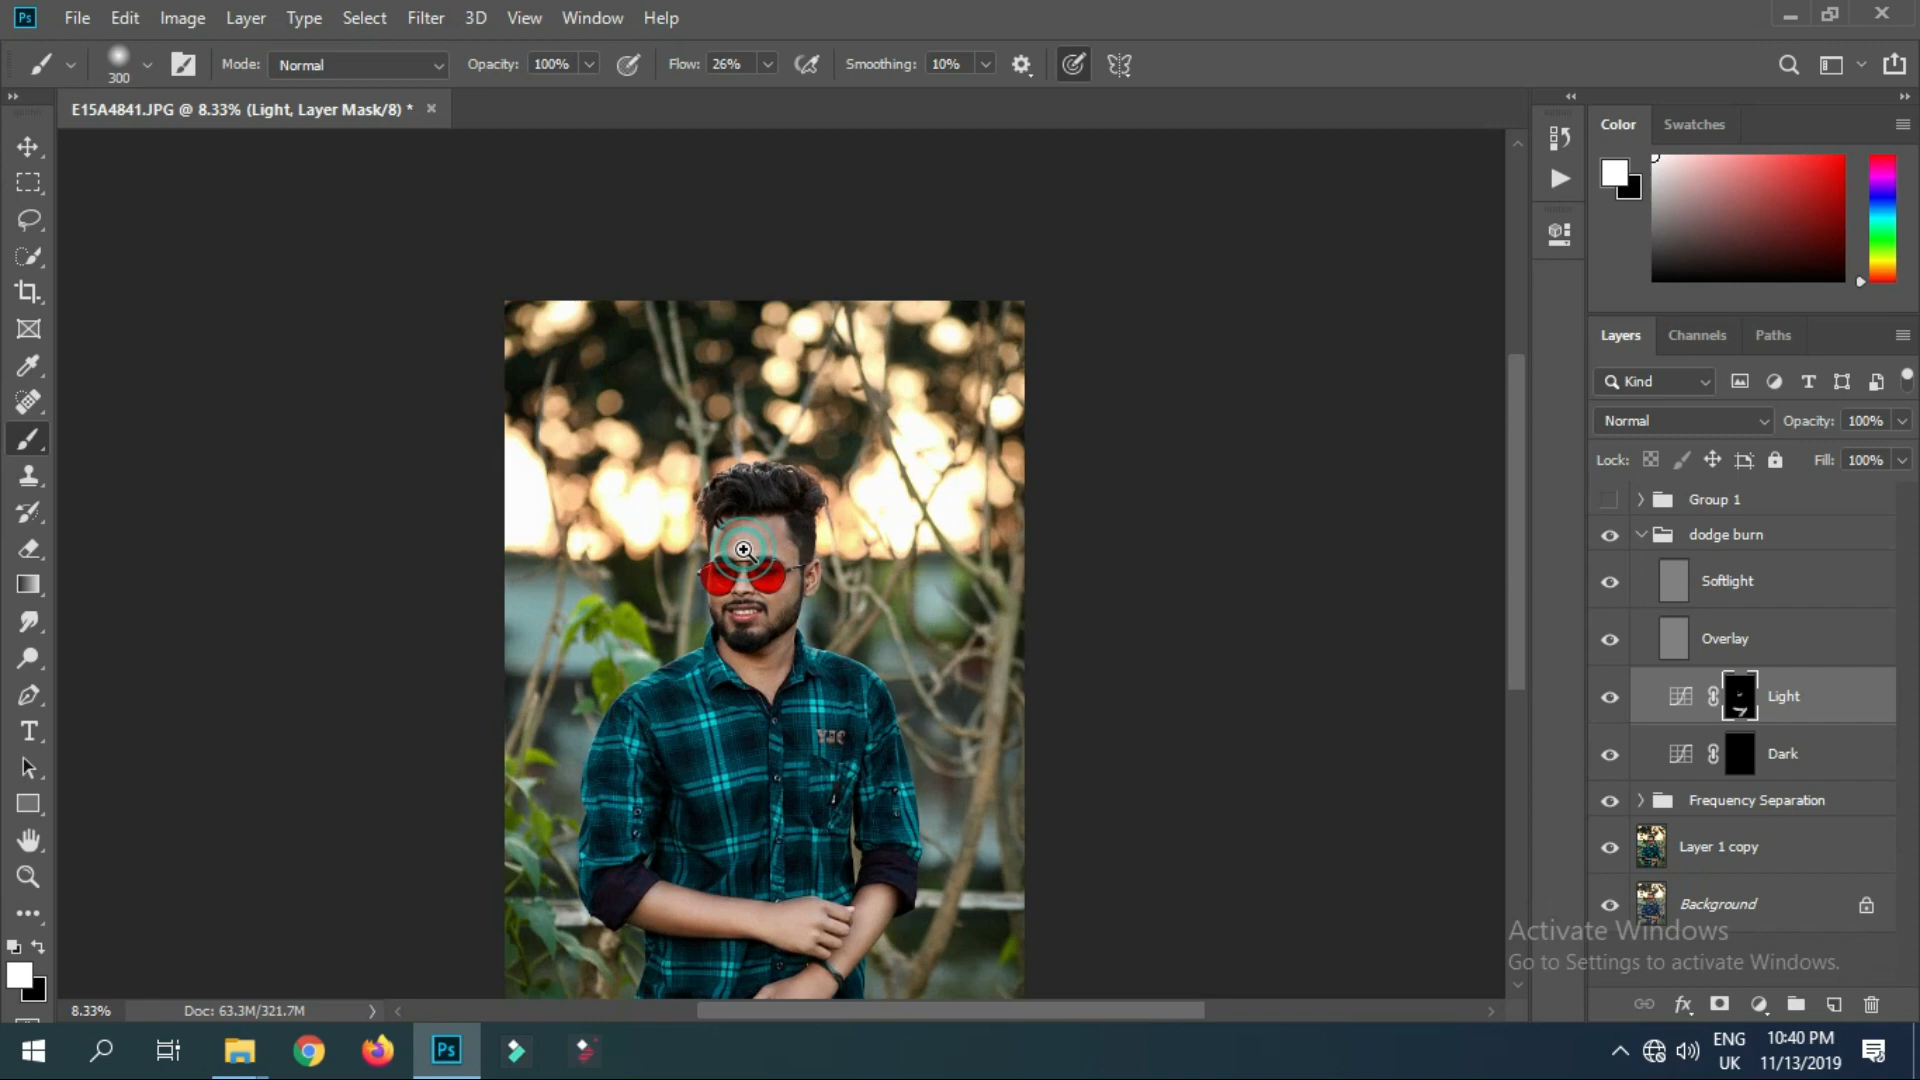 Ps File Edit Image Layer Type Select Filter 3D View Window Help
300 Mode: Normal Opacity: 100% Flow: 26% Smoothing: 10%
E15A4841.JPG @ 8.33% (Light, Layer Mask/8) *
Color Swatches
Layers Channels Paths
Kind
Normal Opacity: 100%
Lock: Fill: 100%
Group 1
dodge burn
Softlight
Overlay
Light
Dark
Frequency Separation
Layer 1 copy
Background
Activate Windows
Go to Settings to activate Windows.
8.33% Doc: 63.3M/321.7M
Ps
ENG
UK
10:40 PM
11/13/2019